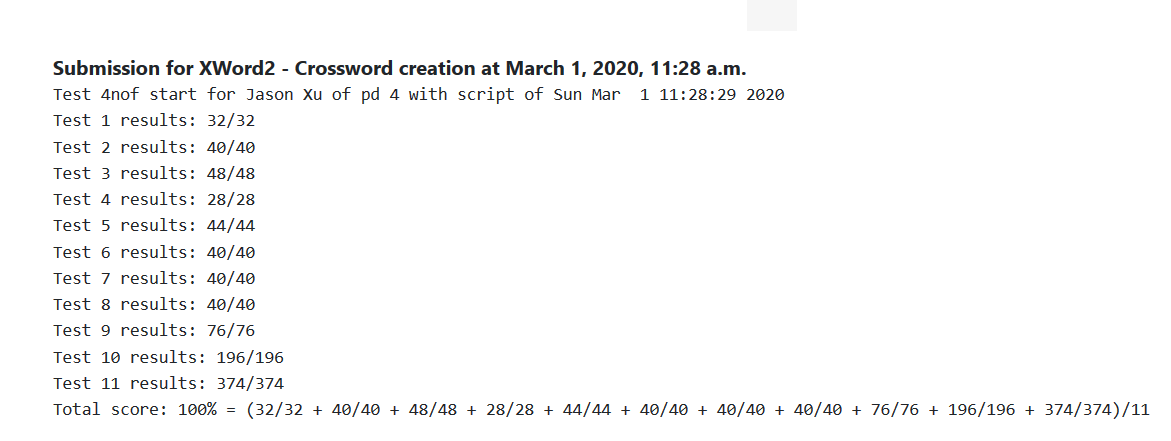 Submission for XWord2 - Crossword creation at March 1, 2020, 11:28 a.m.
Test 4nof start for Jason Xu of pd 4 with script of Sun Mar  1 11:28:29 2020
Test 1 results: 32/32
Test 2 results: 40/40
Test 3 results: 48/48
Test 4 results: 28/28
Test 5 results: 44/44
Test 6 results: 40/40
Test 7 results: 40/40
Test 8 results: 40/40
Test 9 results: 76/76
Test 10 results: 196/196
Test 11 results: 374/374
Total score: 100% = (32/32 + 40/40 + 48/48 + 28/28 + 44/44 + 40/40 + 40/40 + 40/40 + 76/76 + 196/196 + 374/374)/11